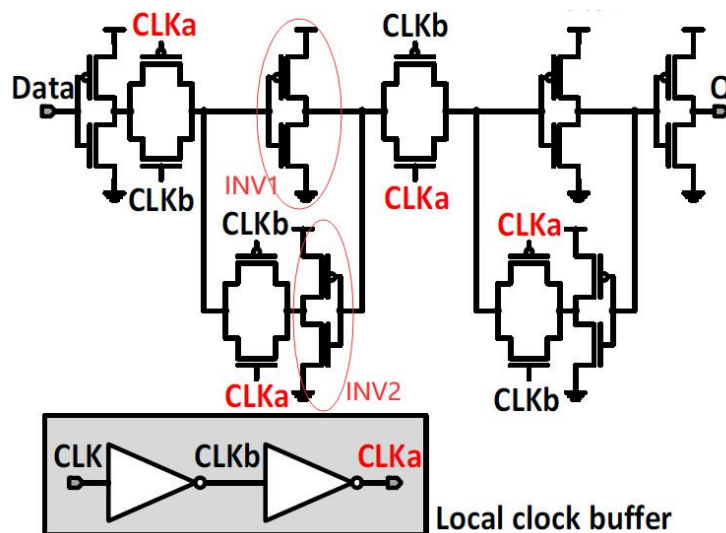 CLKa
CLKb
Data
Q
CLKb
INV1
CLKa
CLKb
CLKa
CLKa
INV2
CLKb
CLK
CLKb
CLKa
Local clock buffer